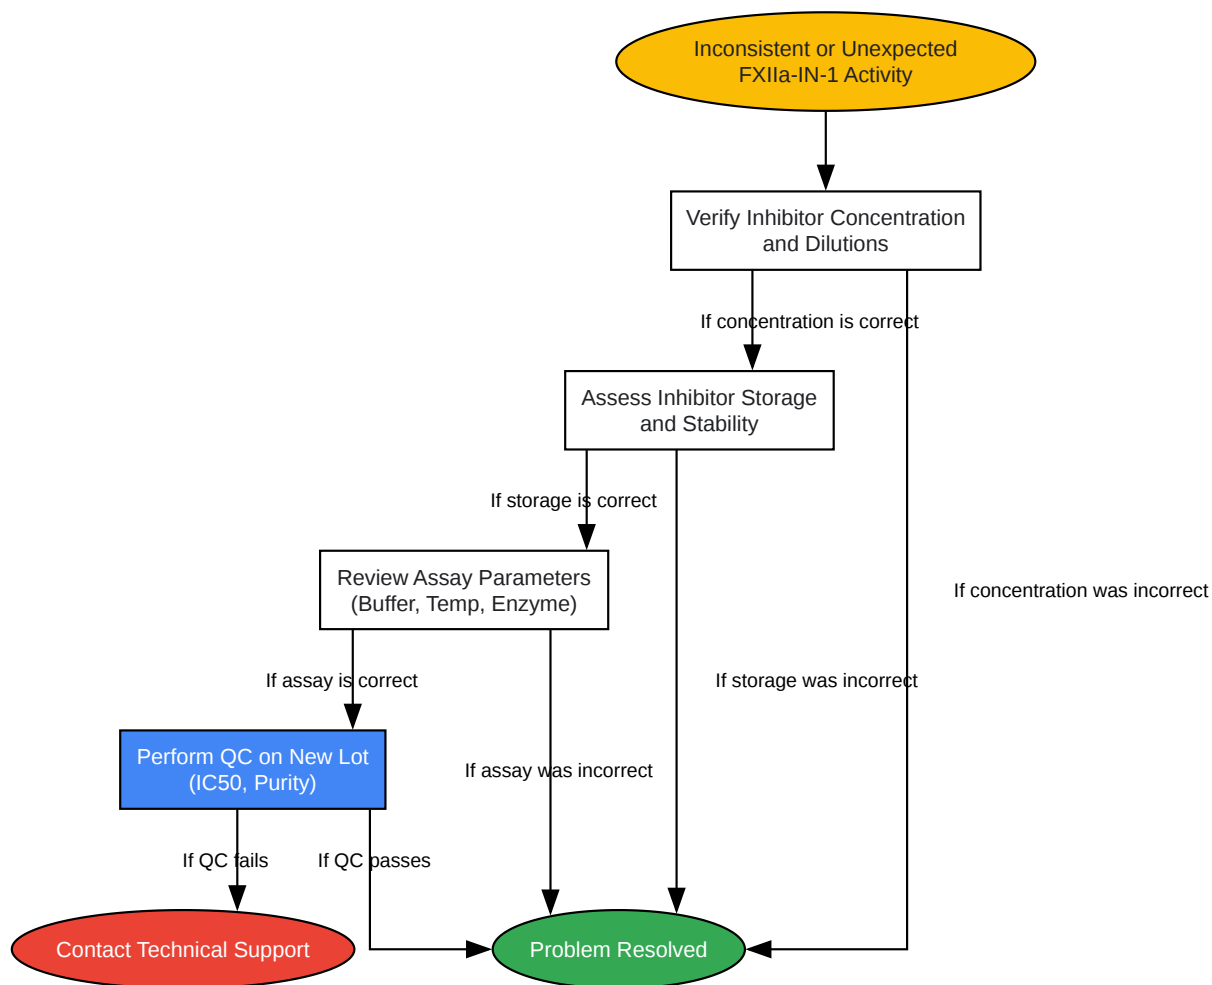 Inconsistent or Unexpected
FXIIa-IN-1 Activity
Verify Inhibitor Concentration
and Dilutions
If concentration is correct
Assess Inhibitor Storage
and Stability
If storage is correct
Review Assay Parameters
(Buffer, Temp, Enzyme)
If concentration was incorrect
If assay is correct
If storage was incorrect
Perform QC on New Lot
(IC50, Purity)
If assay was incorrect
If QC fails
If QC passes
Contact Technical Support
Problem Resolved